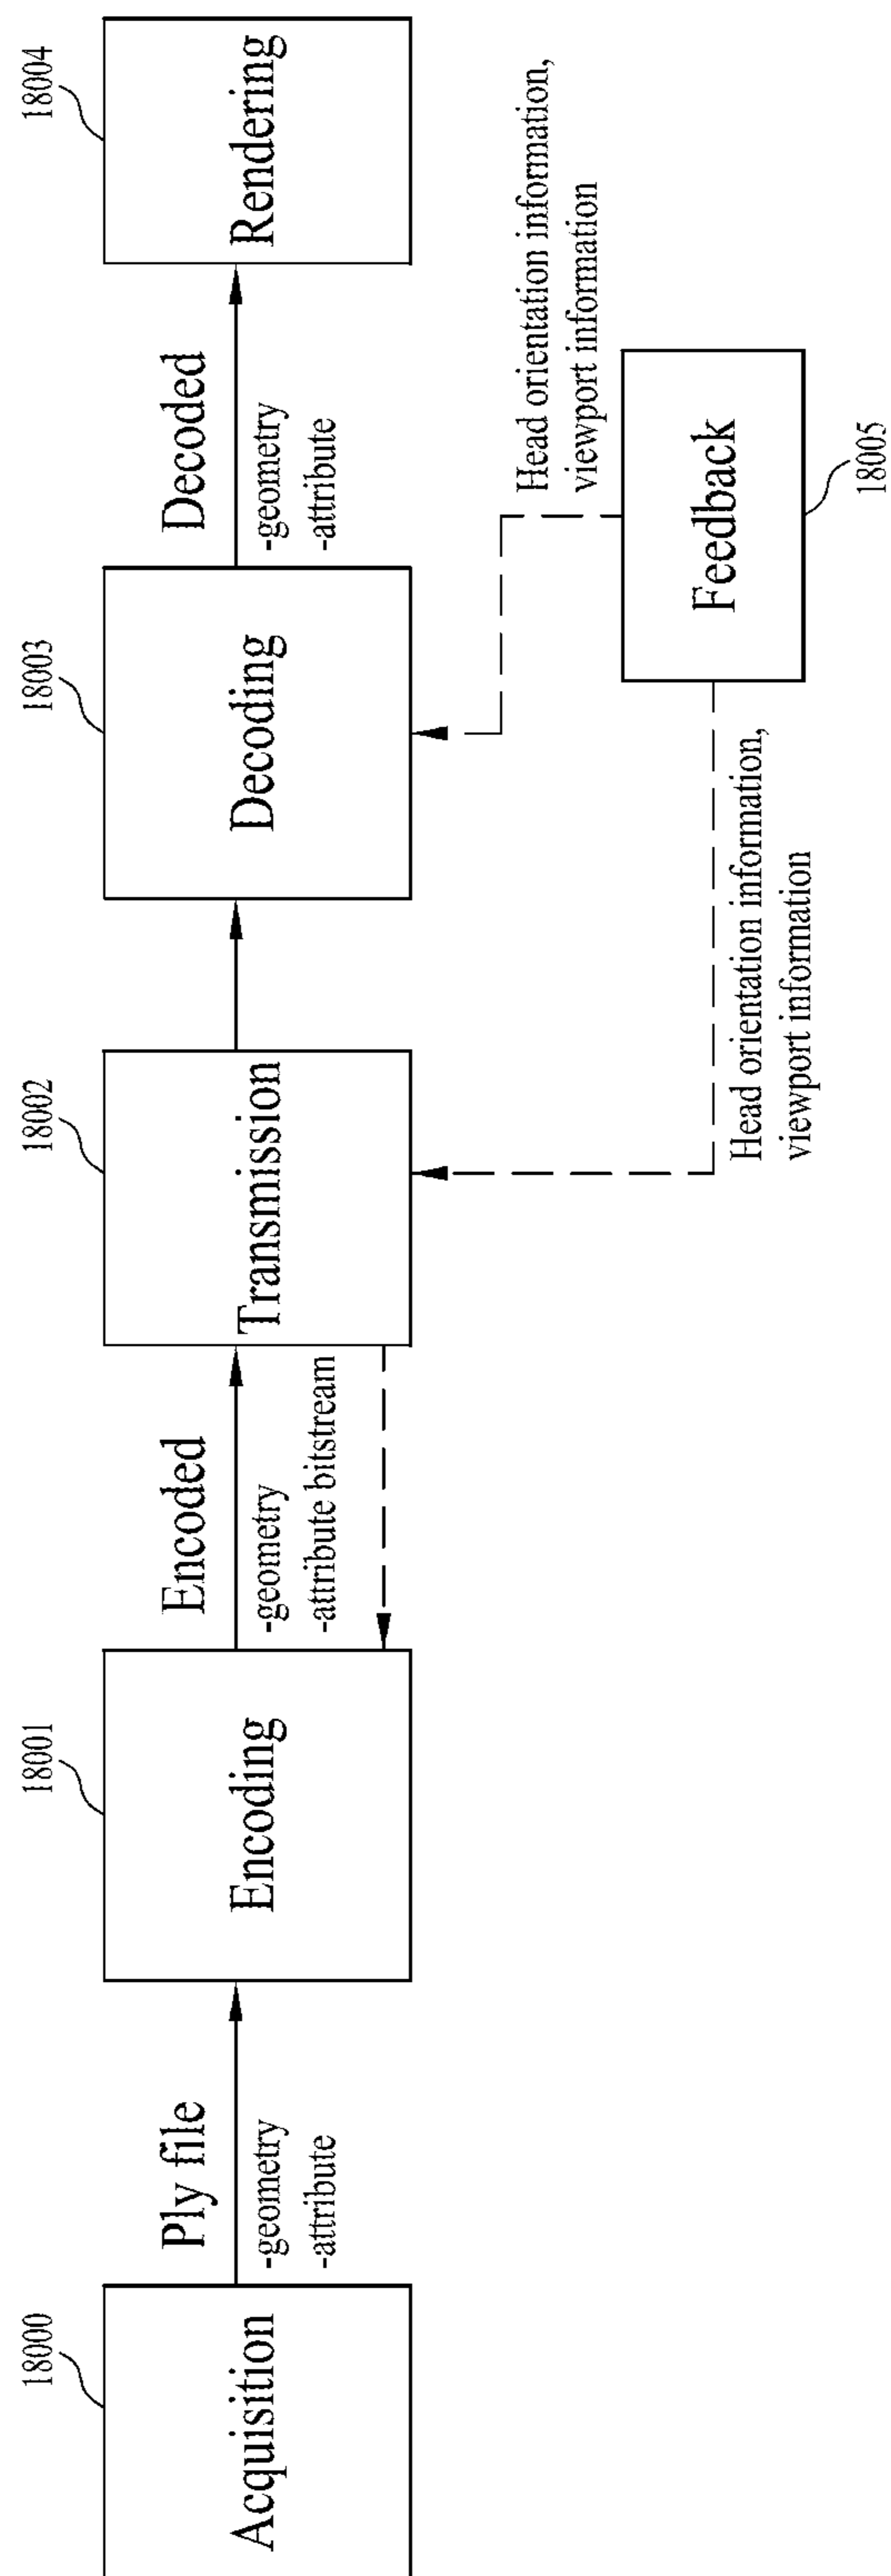 18000
Acquisition
Ply file
-geometry
-attribute
18001
Encoding
Encoded
-geometry
-attribute bitstream
18002
Transmission
18003
Decoding
Decoded
-geometry
-attribute
18004
Rendering
Head orientation information,
viewport information
Head orientation information,
viewport information
Feedback
18005